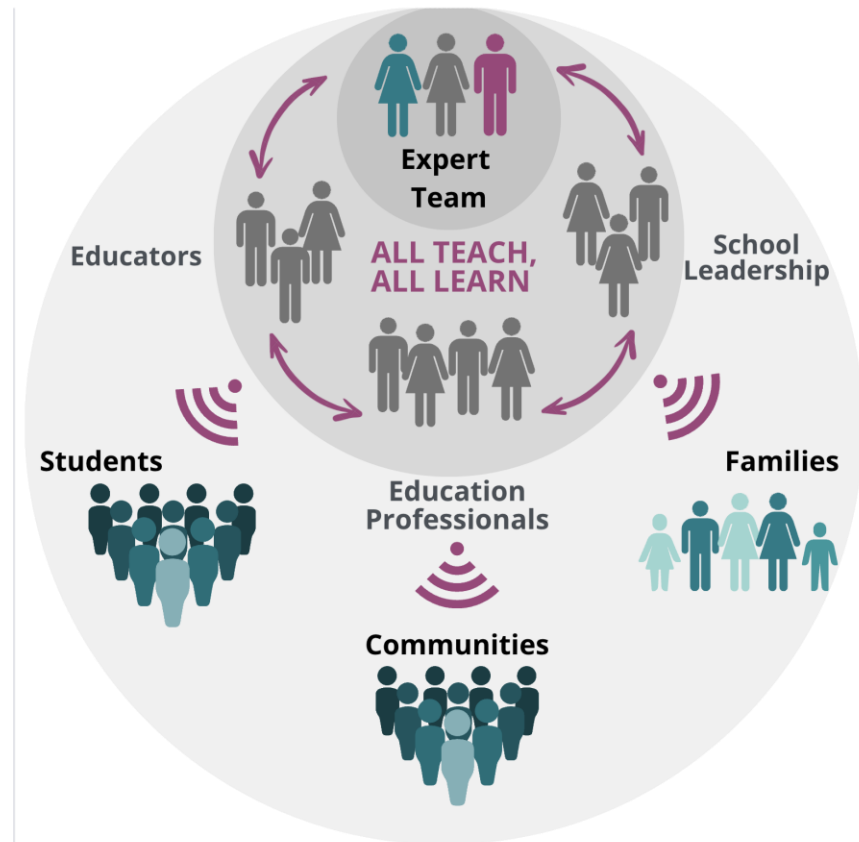 Expert
Team
Educators
ALL TEACH,
ALL LEARN
School
Leadership
Students
Education
Professionals
Families
Communities